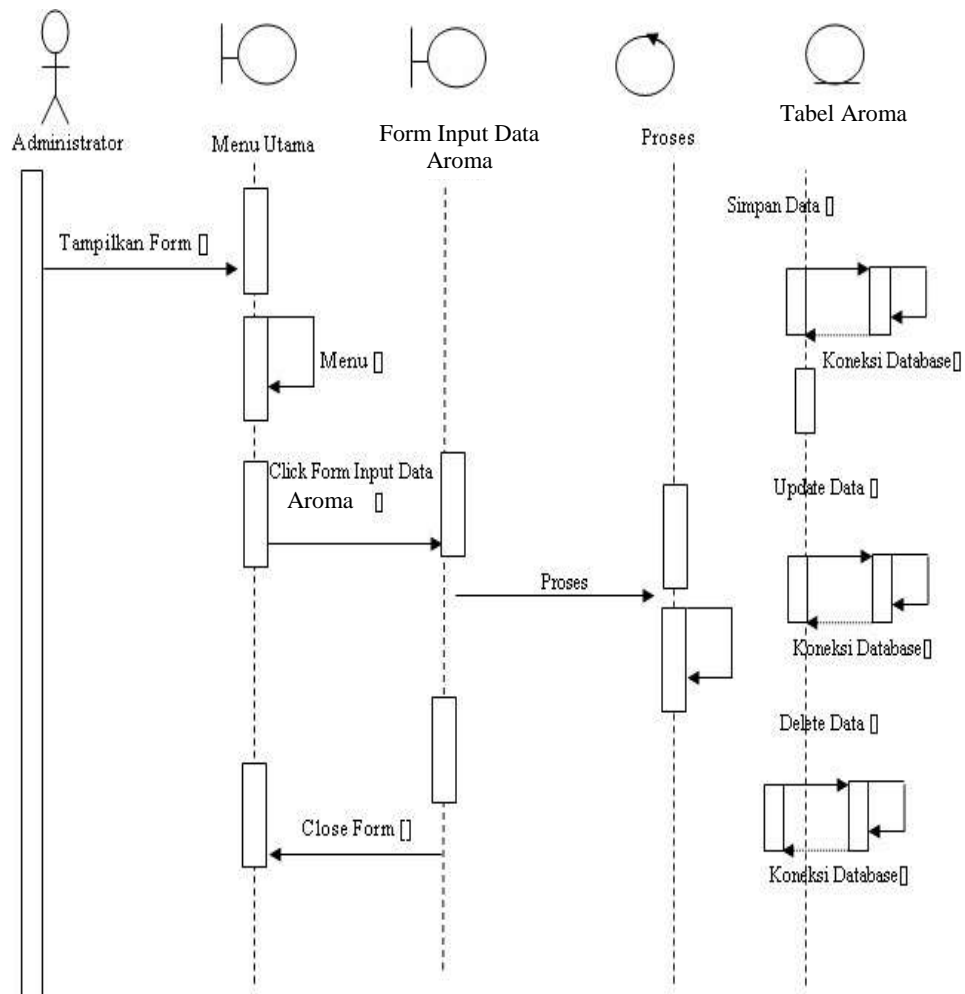 Administrator
Menu Utama
Form Input Data
Aroma
Proses
Tabel Aroma
Simpan Data []
Tampilkan Form []
Menu []
Koneksi Database[]
Click Form Input Data
Aroma []
Update Data []
Proses
Koneksi Database[]
Delete Data []
Close Form []
Koneksi Database[]